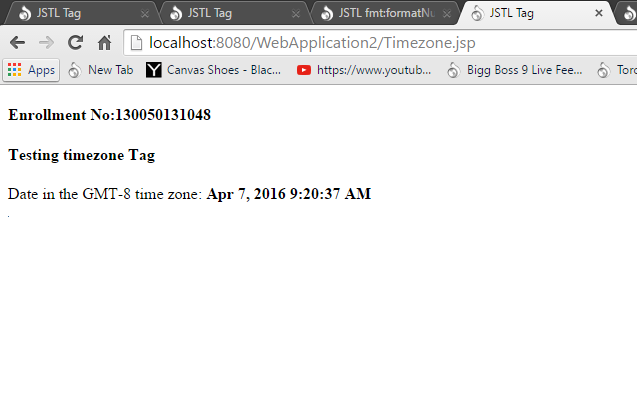 JSTL Tag
JSTL Tag
JSTL fmt:formatNu
JSTL Tag
localhost:8080/WebApplication2/Timezone.jsp
Apps New Tab Canvas Shoes - Blac... https://www.youtub... Bigg Boss 9 Live Fee... Toro
Enrollment No:130050131048
Testing timezone Tag
Date in the GMT-8 time zone: Apr 7, 2016 9:20:37 AM
.